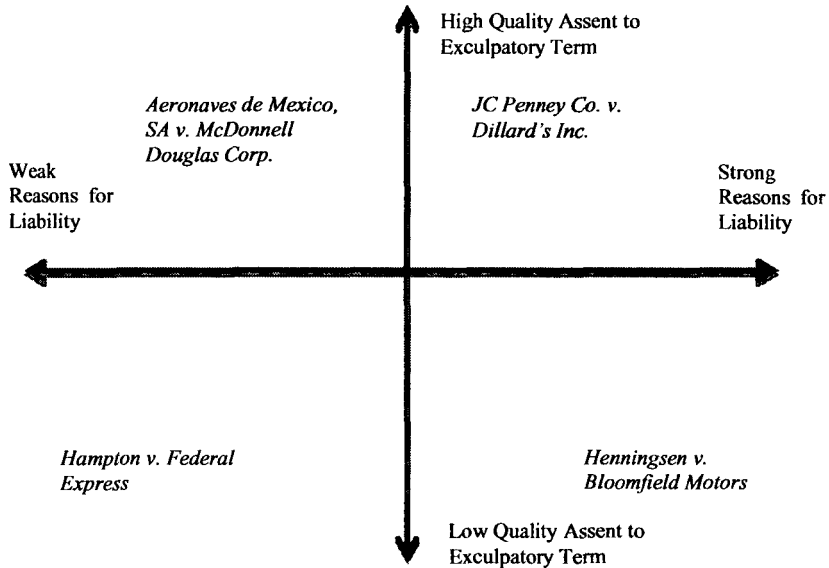 High Quality Assent to
Exculpatory Term
Aeronaves de Mexico,
SA v. McDonnell
Douglas Corp.
JC Penney Co. v.
Dillard's Inc.
Weak
Reasons for
Liability
Strong
Reasons for
Liability
Hampton v. Federal
Express
Henningsen v.
Bloomfield Motors
Low Quality Assent to
Exculpatory Term